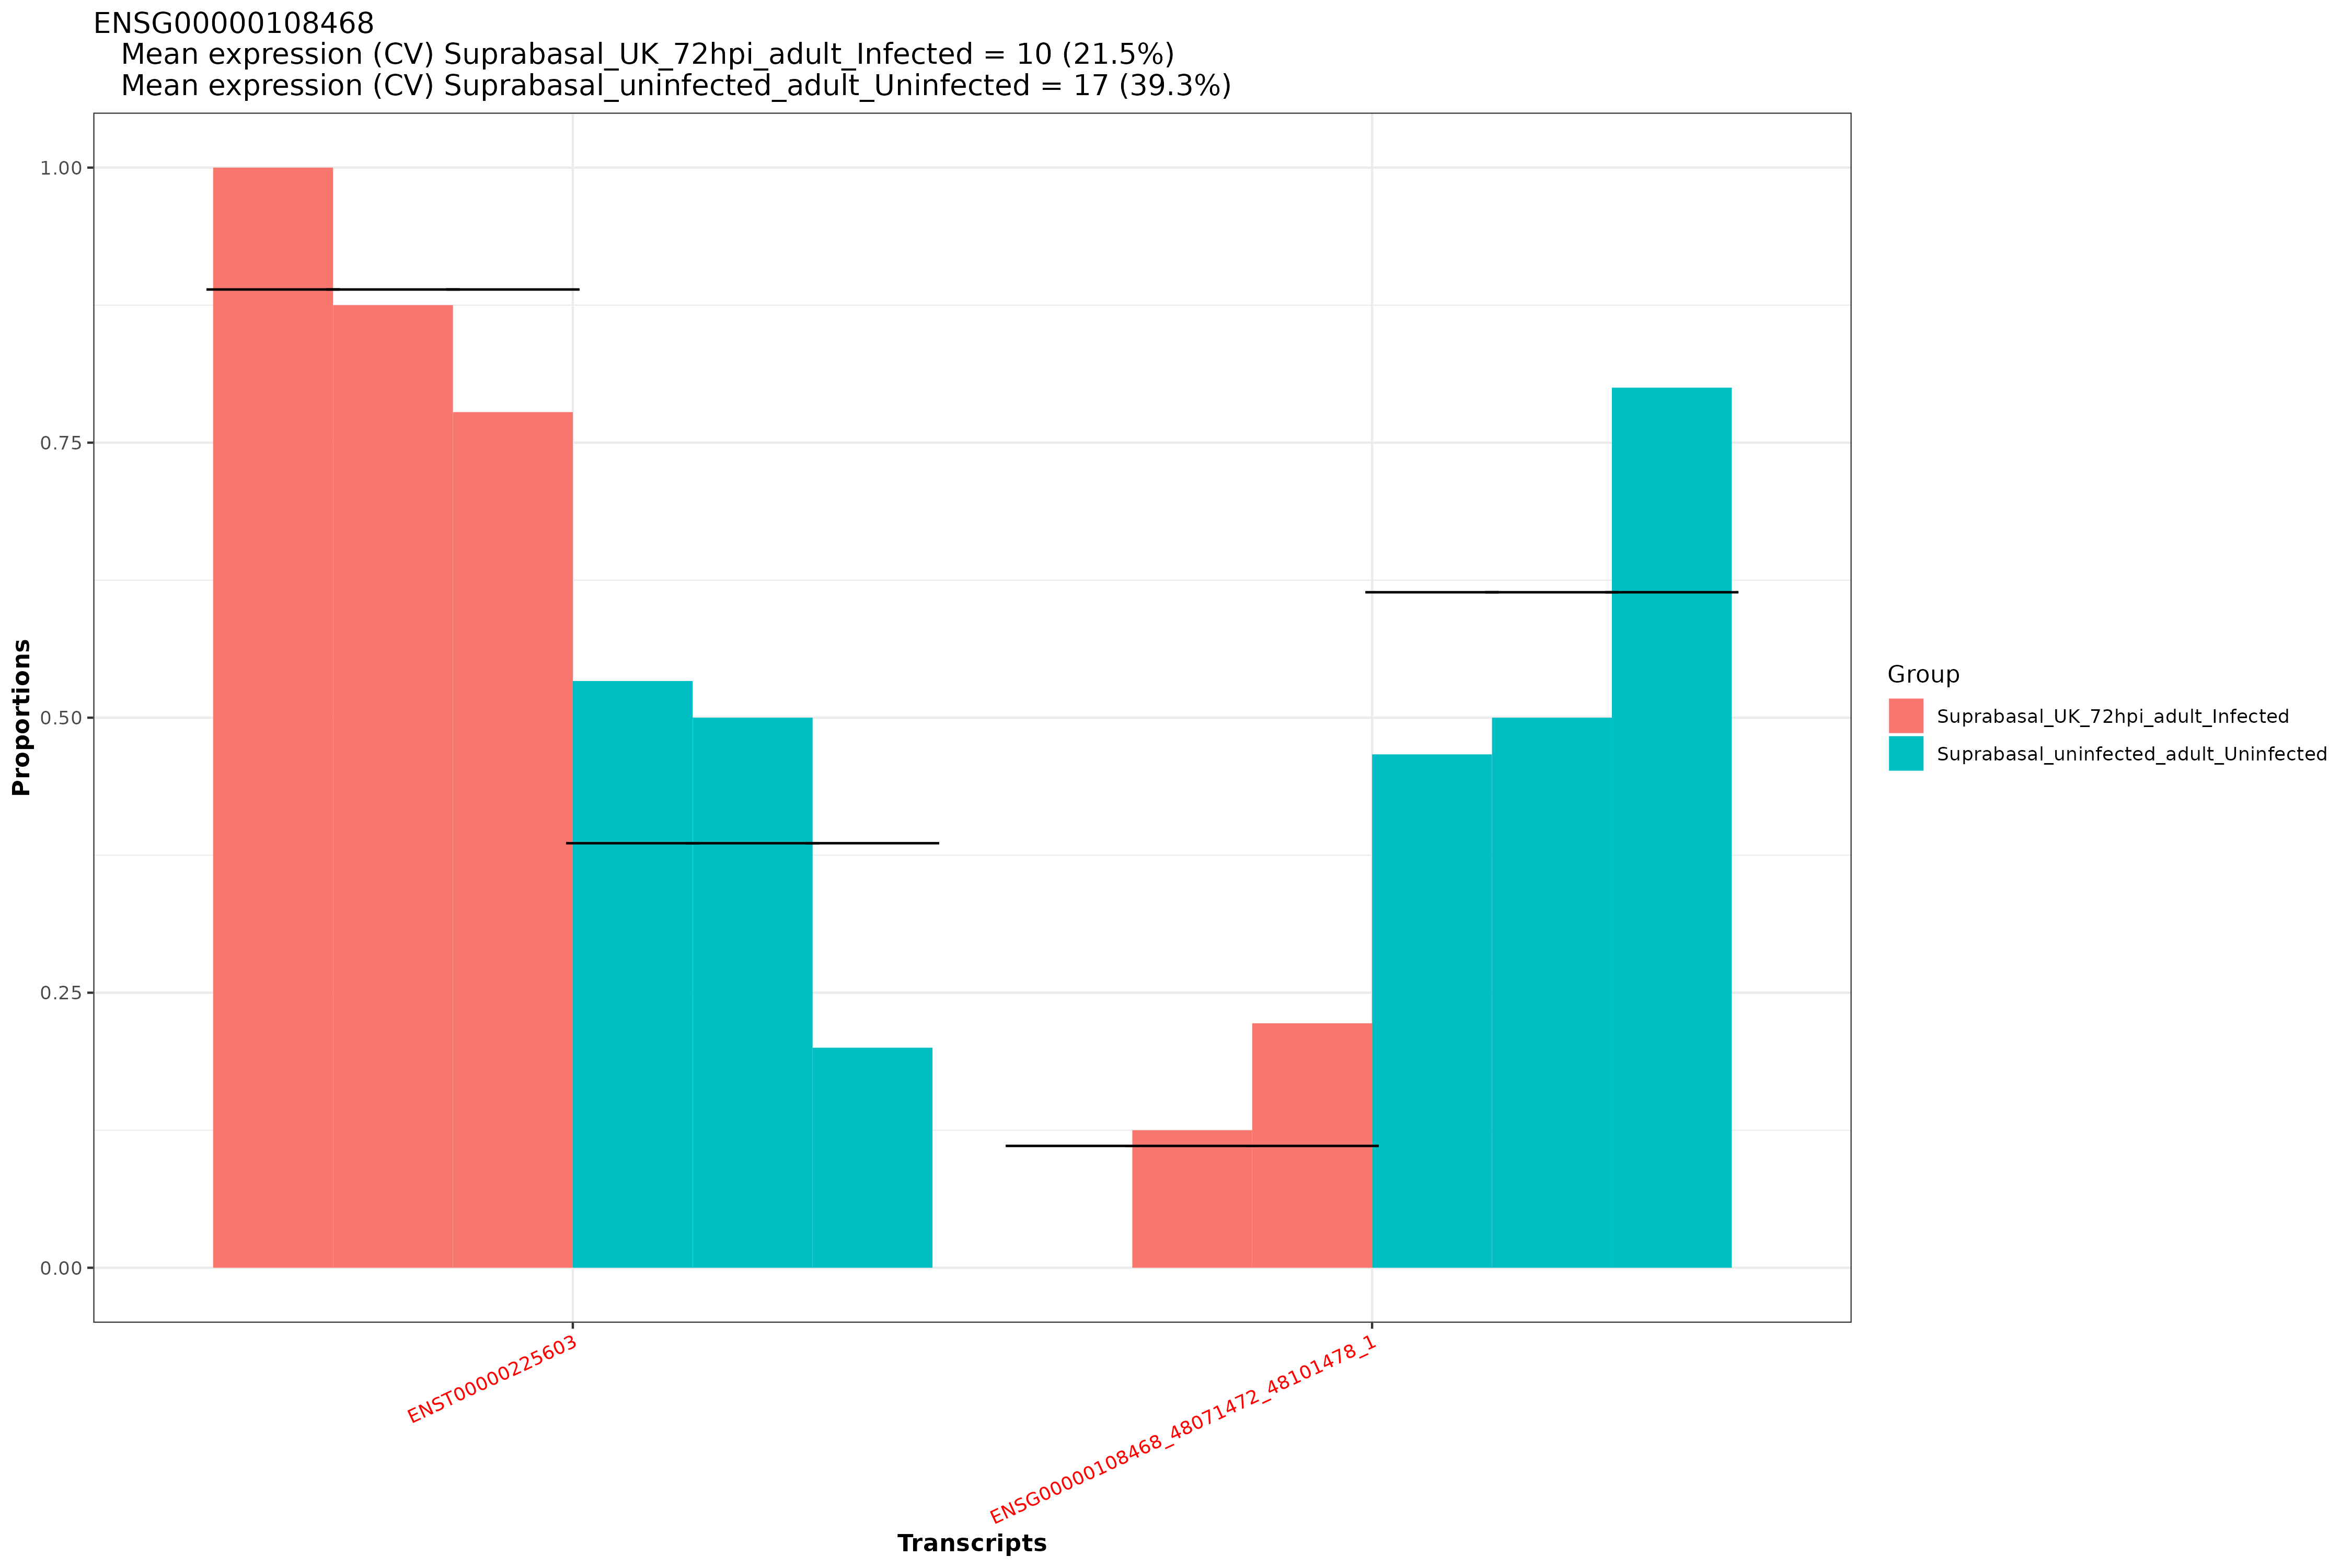 ENSG00000108468
Mean expression (CV) Suprabasal_UK_72hpi_adult_Infected = 10 (21.5%)
Mean expression (CV) Suprabasal_uninfected_adult_Uninfected = 17 (39.3%)
1.00
0.75
0.50
0.25
0.00
Proportions
ENST00000225603
ENSG00000108468_48071472_48101478_1
Transcripts
Group
Suprabasal_UK_72hpi_adult_Infected
Suprabasal_uninfected_adult_Uninfected